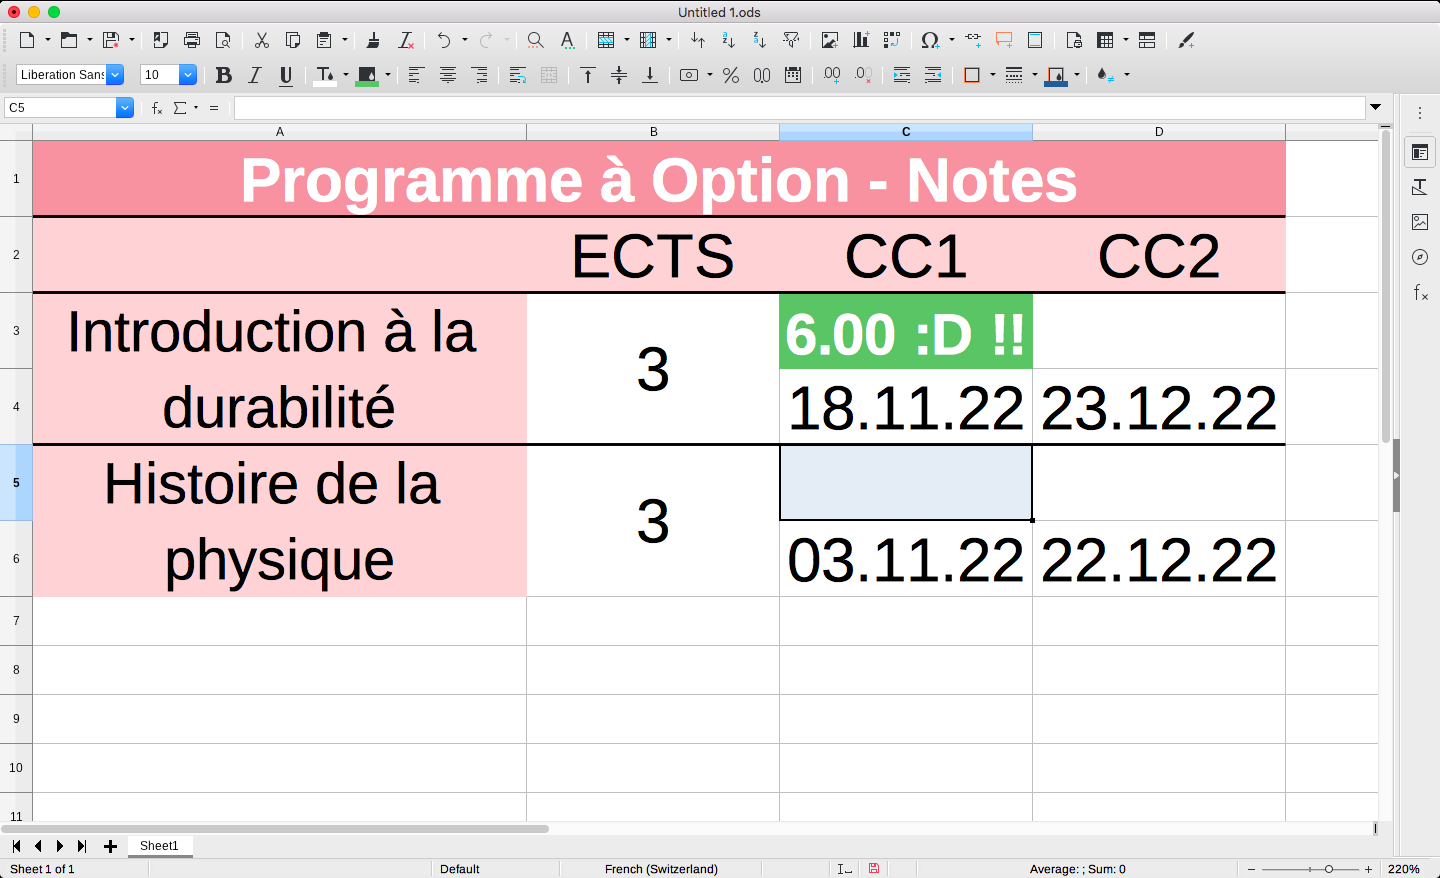 Untitled 1.ods
Liberation Sans
10
C5
A B C D
1 Programme à Option - Notes
2 ECTS CC1 CC2
3 Introduction à la 3 6.00 :D !!
4 durabilité 18.11.22 23.12.22
5 Histoire de la 3
6 physique 03.11.22 22.12.22
7
8
9
10
11
Sheet1
Sheet 1 of 1 Default French (Switzerland) Average: ; Sum: 0 220%